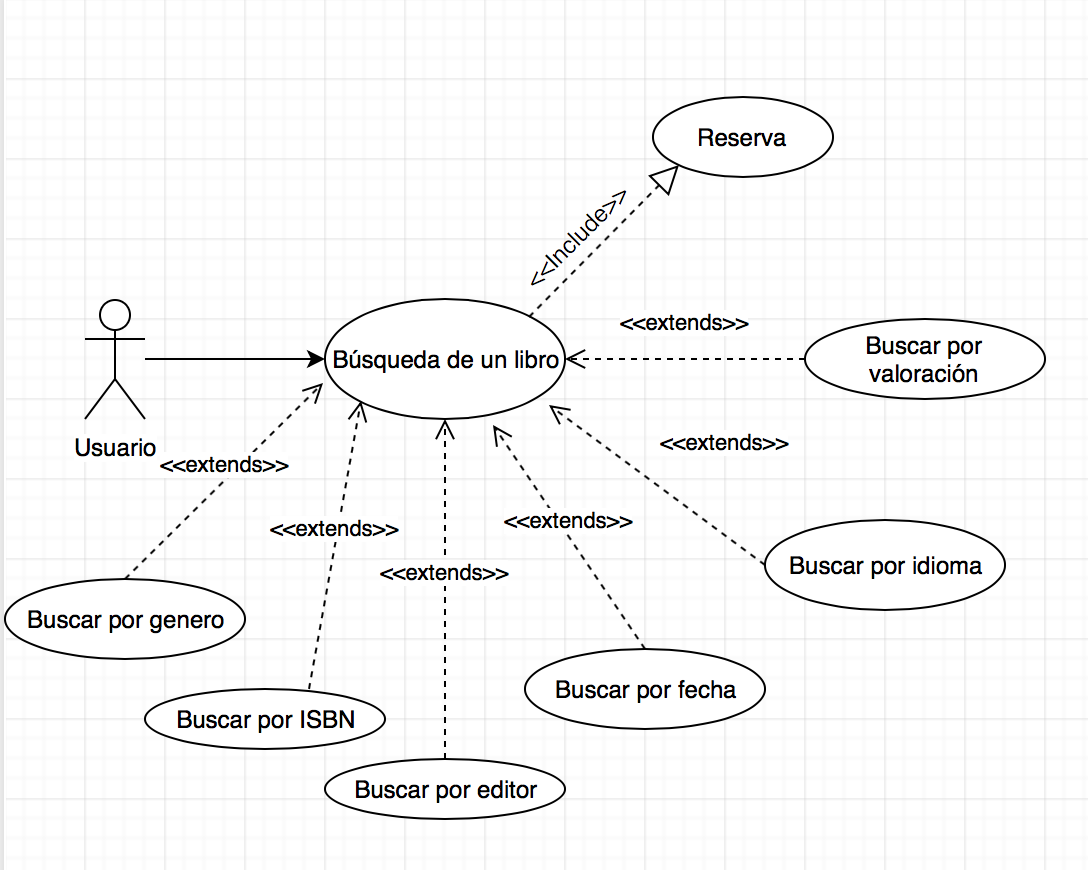 Reserva
<<Include>>
<<extends>>
Buscar por
valoración
Búsqueda de un libro
Usuario
<<extends>>
<<extends>>
<<extends>>
<<extends>>
<<extends>>
Buscar por idioma
Buscar por genero
Buscar por fecha
Buscar por ISBN
Buscar por editor